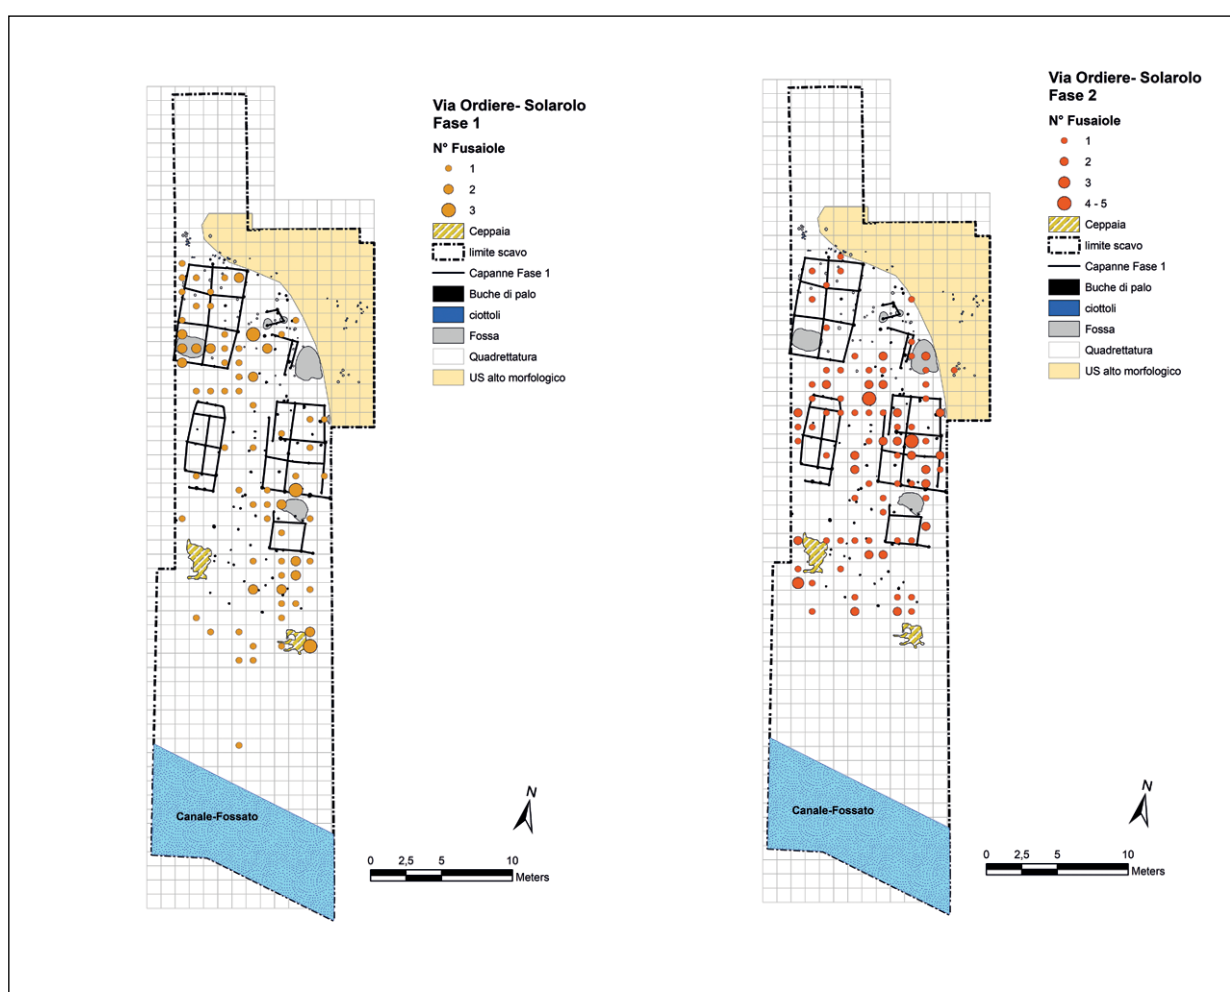 Via Ordiere- Solarolo
Fase 1
N° Fusaiole
1
2
3
Ceppaia
limite scavo
Capanne Fase 1
Buche di palo
ciottoli
Fossa
Quadrettatura
US alto morfologico
Canale-Fossato
N
0 2,5 5 10
Meters
Via Ordiere- Solarolo
Fase 2
N° Fusaiole
1
2
3
4 - 5
Ceppaia
limite scavo
Capanne Fase 1
Buche di palo
ciottoli
Fossa
Quadrettatura
US alto morfologico
Canale-Fossato
N
0 2,5 5 10
Meters